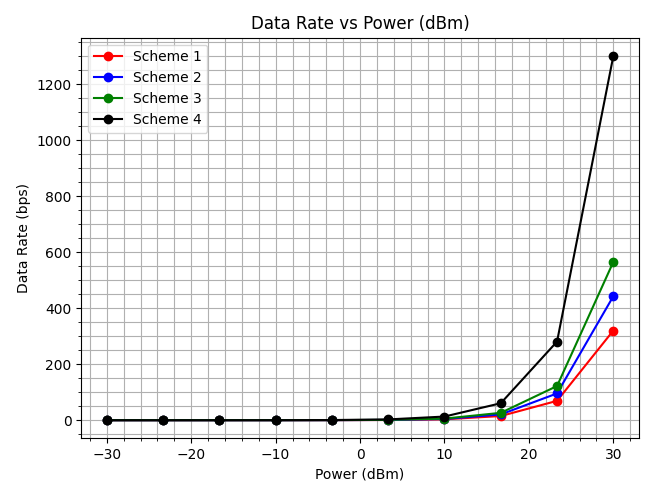 Data Rate vs Power (dBm)
Scheme 1
Scheme 2
Scheme 3
Scheme 4
Data Rate (bps)
1200
1000
800
600
400
200
0
−30
−20
−10
0
10
20
30
Power (dBm)